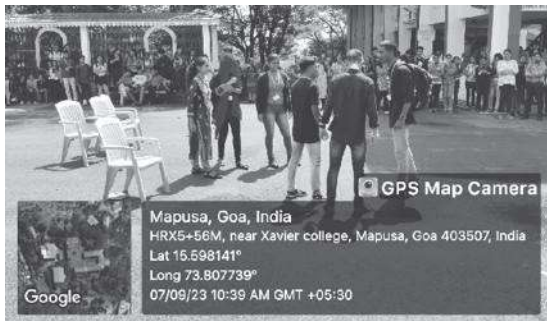 GPS Map Camera
Mapusa, Goa, India
HRX5+56M, near Xavier college, Mapusa, Goa 403507, India
Lat 15.598141°
Long 73.807739°
07/09/23 10:39 AM GMT +05:30
Google